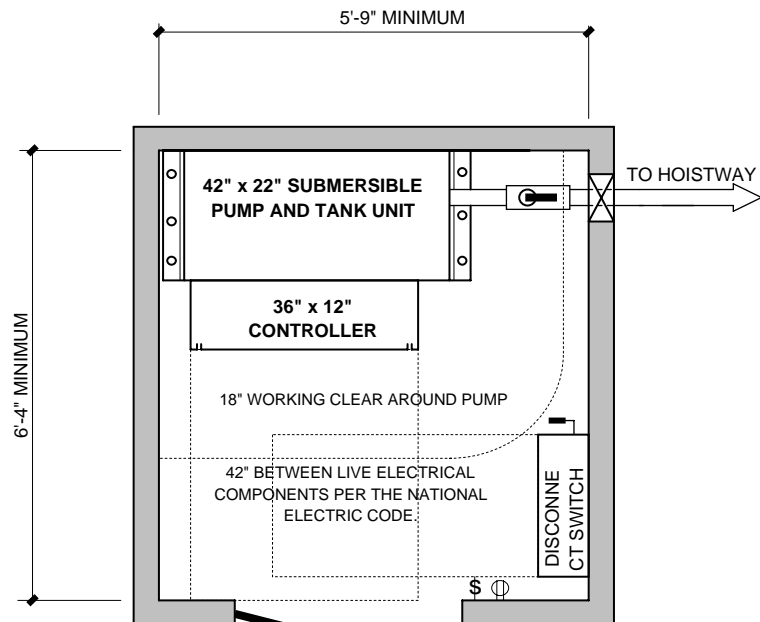 5'-9" MINIMUM
TO HOISTWAY
42" x 22" SUBMERSIBLE
PUMP AND TANK UNIT
36" x 12"
CONTROLLER
6'-4" MINIMUM
18" WORKING CLEAR AROUND PUMP
42" BETWEEN LIVE ELECTRICAL
COMPONENTS PER THE NATIONAL
ELECTRIC CODE.
DISCONNE
CT SWITCH
$